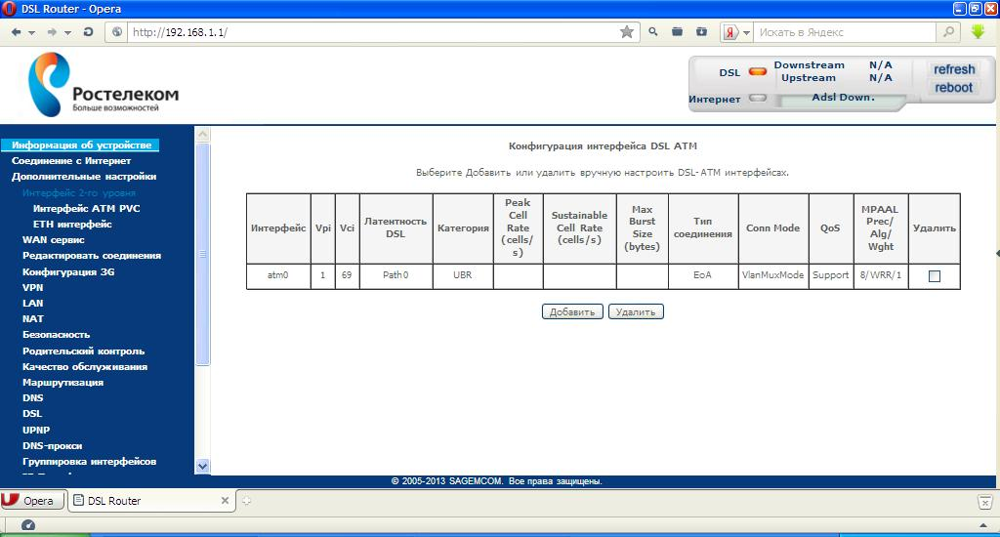 DSL Router - Opera
http://192.168.1.1/
Я
Искать в Яндекс
Ростелеком
Больше возможностей
DSL
Downstream N/A
Upstream N/A
Интернет
Adsl Down.
refresh
reboot
Информация об устройстве
Соединение с Интернет
Дополнительные настройки
Интерфейс 2-го уровня
Интерфейс ATM PVC
ETH интерфейс
WAN сервис
Редактировать соединения
Конфигурация 3G
VPN
LAN
NAT
Безопасность
Родительский контроль
Качество обслуживания
Маршрутизация
DNS
DSL
UPNP
DNS-прокси
Группировка интерфейсов
Конфигурация интерфейса DSL ATM
Выберите Добавить или удалить вручную настроить DSL-ATM интерфейсах.
Интерфейс
Vpi
Vci
Латентность
DSL
Категория
Peak
Cell
Rate
(cells/
s)
Sustainable
Cell Rate
(cells/s)
Max
Burst
Size
(bytes)
Тип
соединения
Conn Mode
QoS
MPAAL
Prec/
Alg/
Wght
Удалить
atm0 1 69 Path0 UBR EoA VlanMuxMode Support 8/WRR/1
Добавить Удалить
© 2005-2013 SAGEMCOM. Все права защищены.
Opera
DSL Router